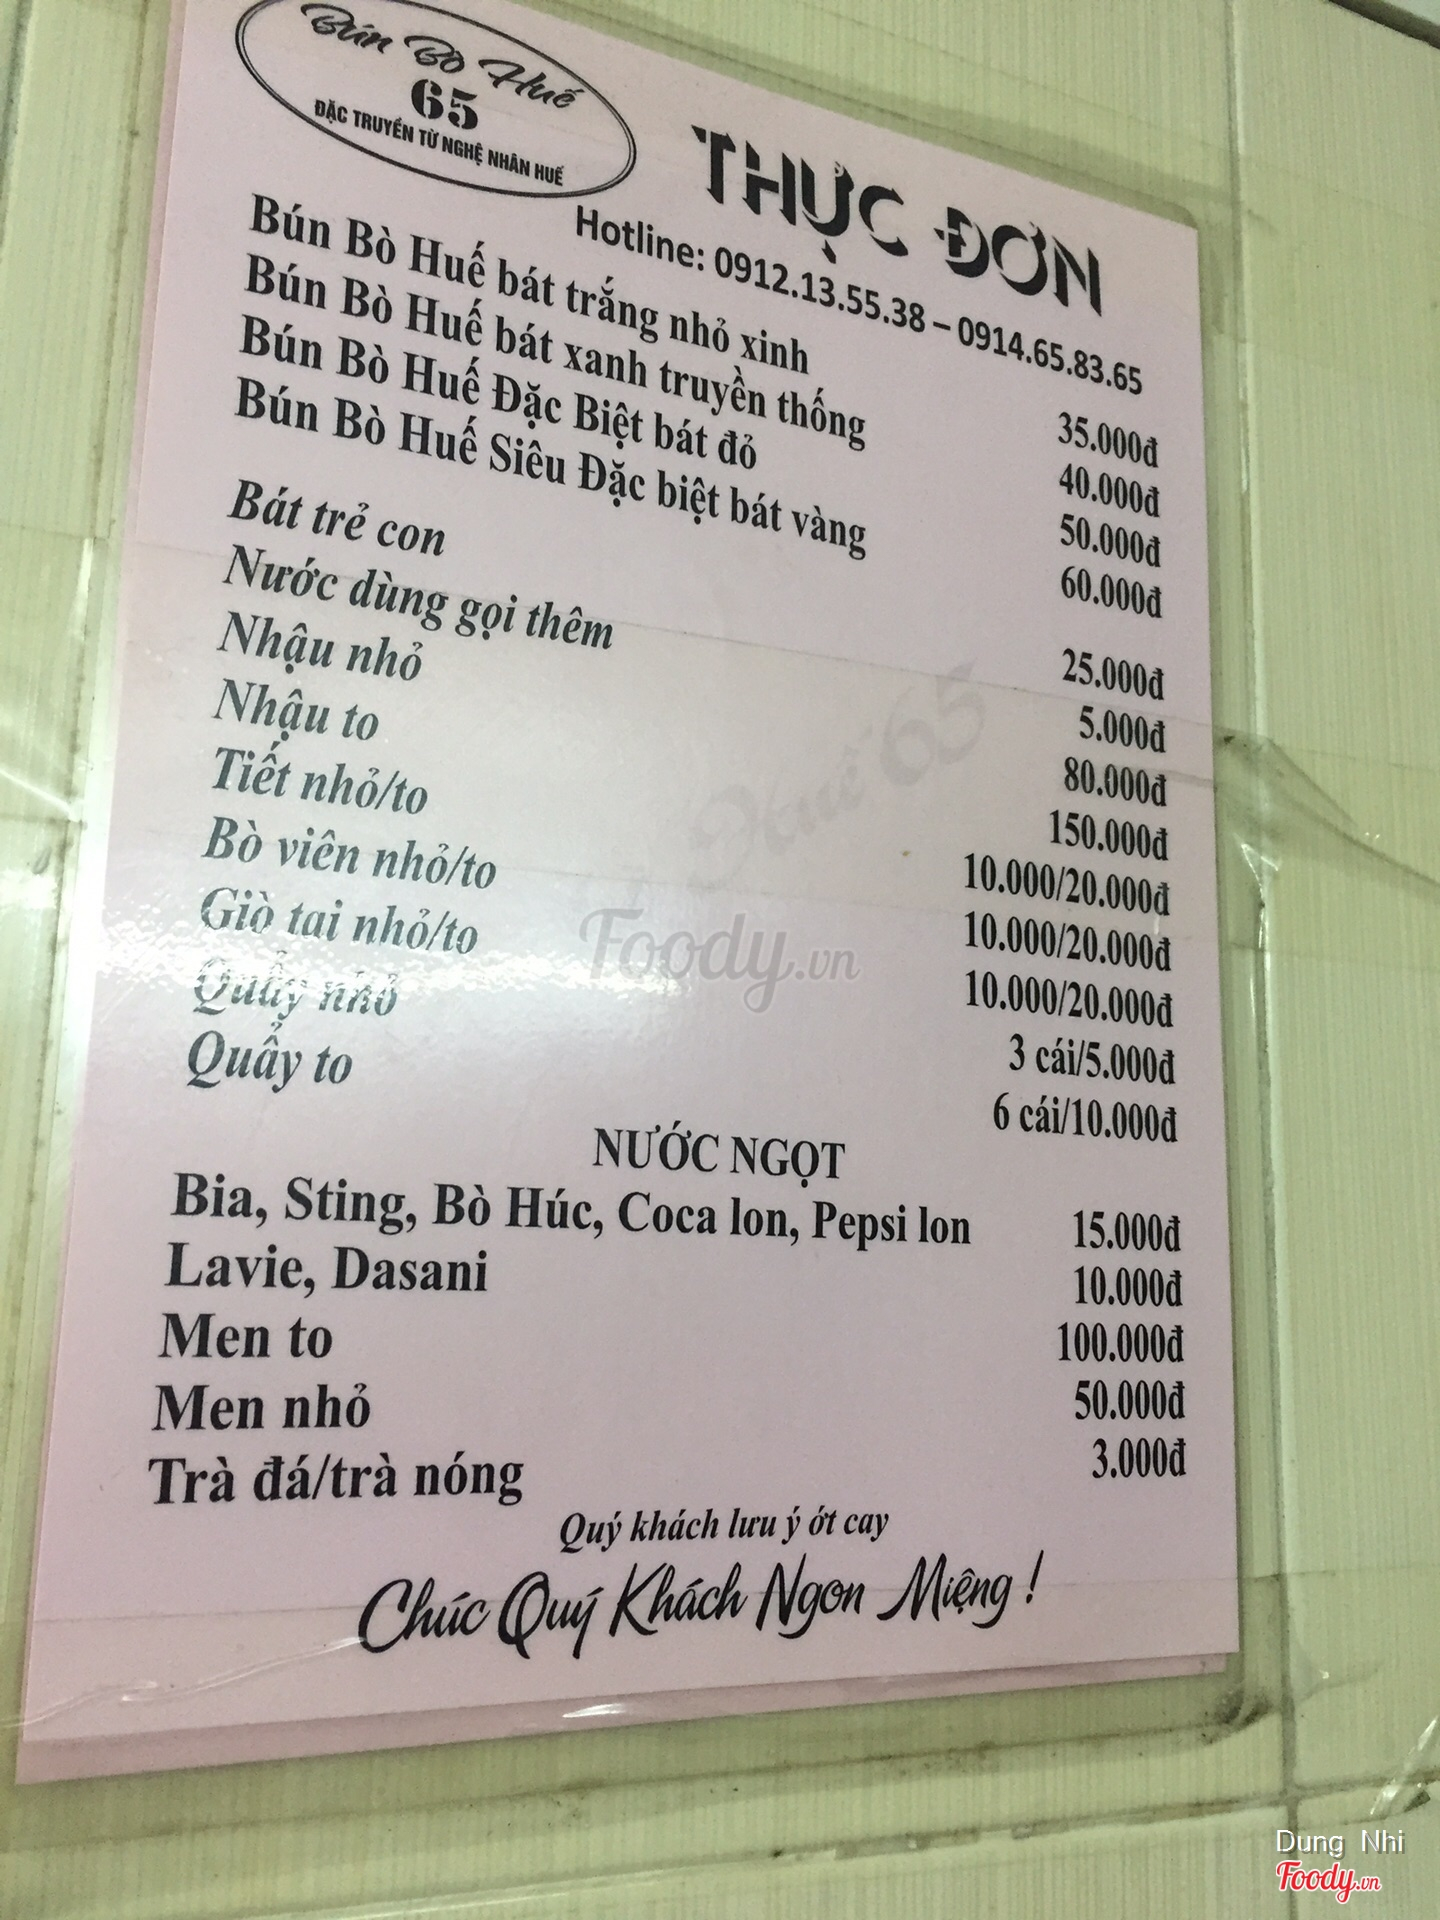 Bún Bò Huế
65
ĐẶC TRUYỀN TỪ NGHỆ NHÂN HUẾ
THỰC ĐƠN
Hotline: 0912.13.55.38 – 0914.65.83.65
Bún Bò Huế bát trắng nhỏ xinh 35.000đ
Bún Bò Huế bát xanh truyền thống 40.000đ
Bún Bò Huế Đặc Biệt bát đỏ 50.000đ
Bún Bò Huế Siêu Đặc biệt bát vàng 60.000đ
Bát trẻ con 25.000đ
Nước dùng gọi thêm 5.000đ
Nhậu nhỏ 80.000đ
Nhậu to 150.000đ
Tiết nhỏ/to 10.000/20.000đ
Bò viên nhỏ/to 10.000/20.000đ
Giò tai nhỏ/to 10.000/20.000đ
Quẩy nhỏ 3 cái/5.000đ
Quẩy to 6 cái/10.000đ
Huế 65
Foody.vn
NƯỚC NGỌT
Bia, Sting, Bò Húc, Coca lon, Pepsi lon 15.000đ
Lavie, Dasani 10.000đ
Men to 100.000đ
Men nhỏ 50.000đ
Trà đá/trà nóng 3.000đ
Quý khách lưu ý ớt cay
Chúc Quý Khách Ngon Miệng !
Dung Nhi
Foody.vn